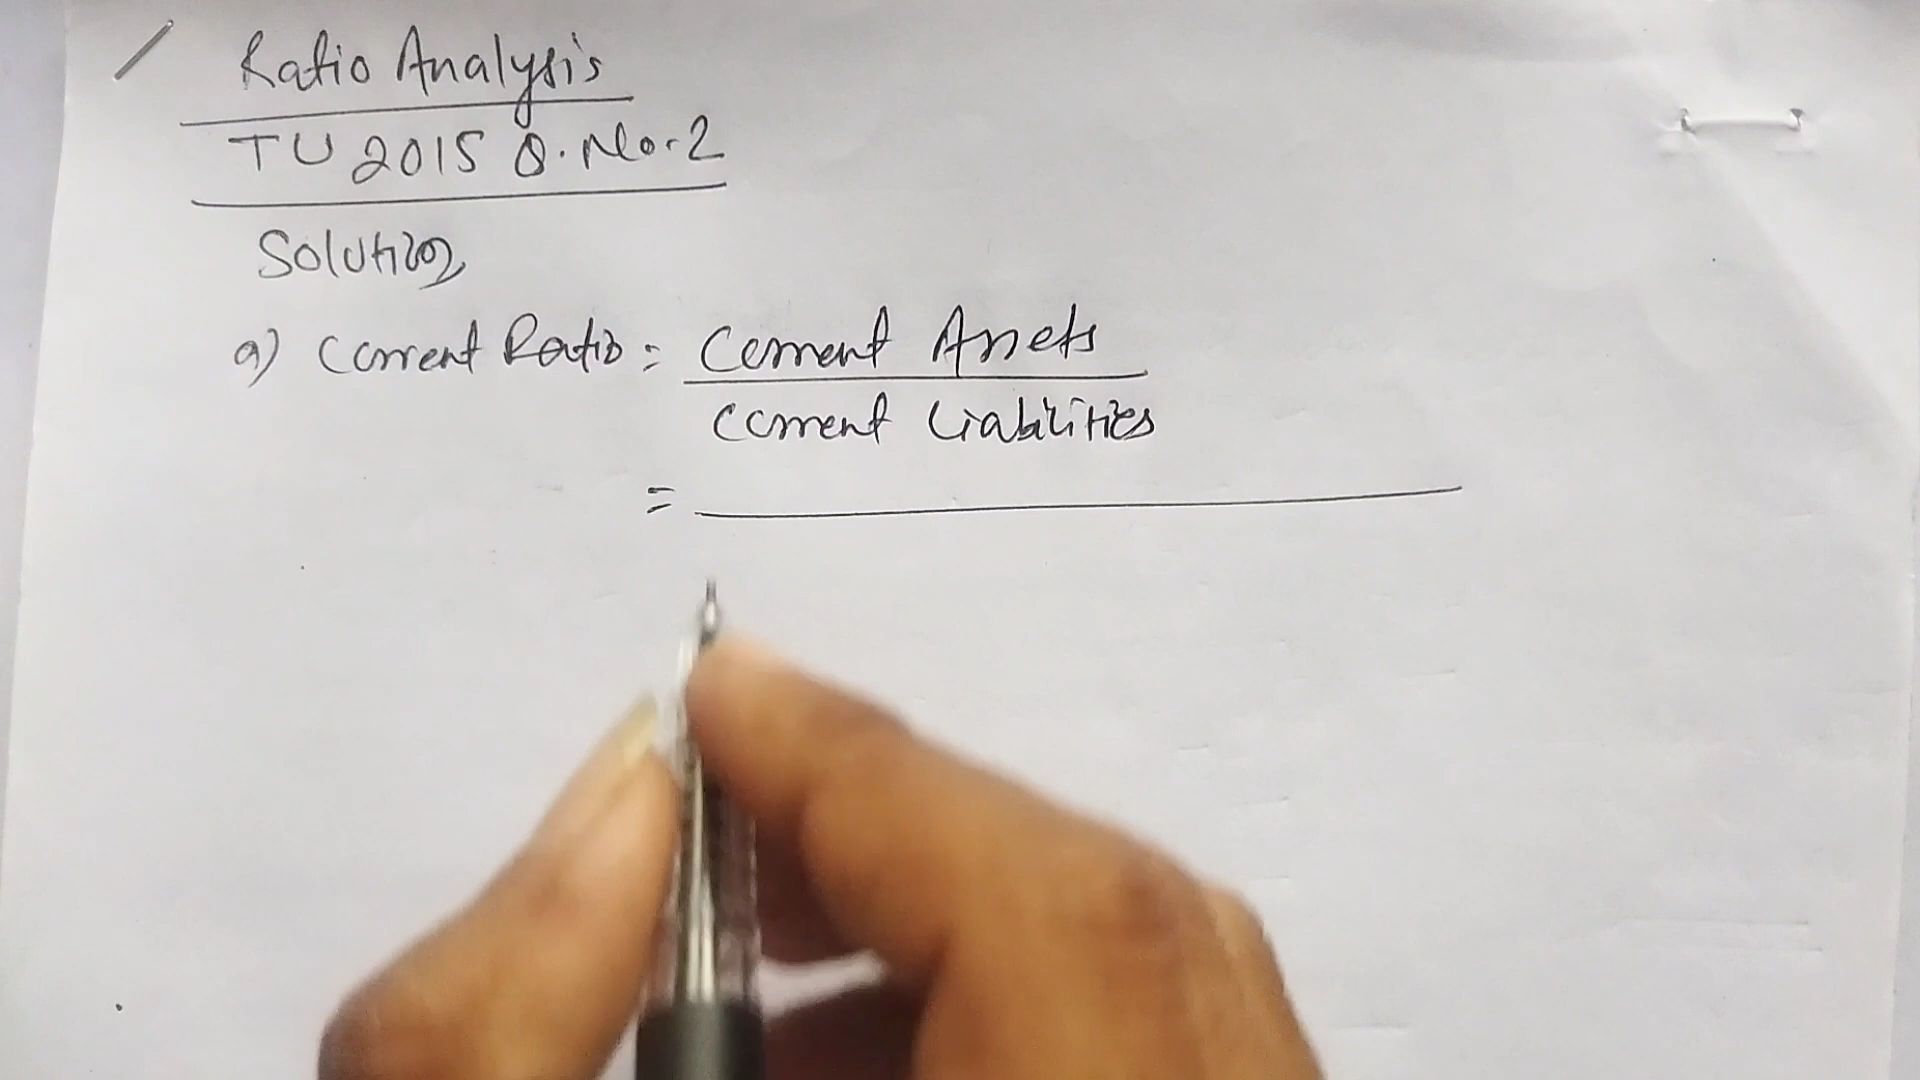 Ratio Analysis
TU 2015 Q.No.2
Solution
a) Current Ratio = Current Assets
Current Liabilities
=